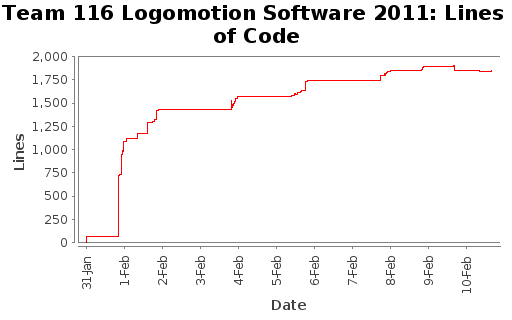 Team 116 Logomotion Software 2011: Lines
of Code
2,000
1,750
1,500
1,250
1,000
750
500
250
0
Lines
31-Jan
1-Feb
2-Feb
3-Feb
4-Feb
5-Feb
6-Feb
7-Feb
8-Feb
9-Feb
10-Feb
Date